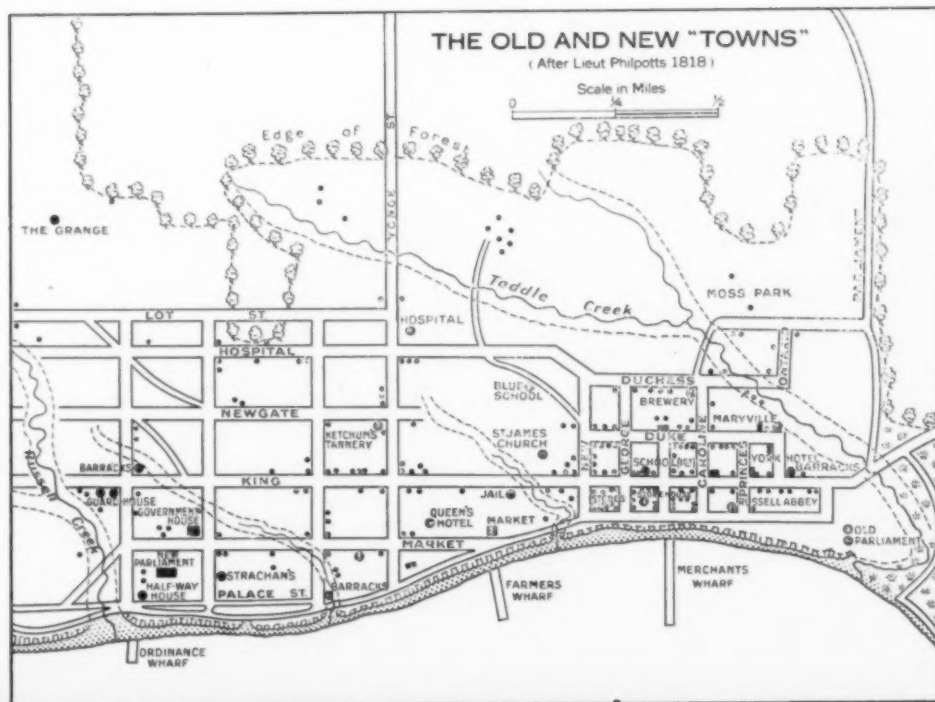 THE OLD AND NEW "TOWNS"
( After Lieut Philpotts 1818 )
Scale in Miles
0 ¼ ½
Edge of Forest
YONGE ST.
THE GRANGE
Taddle Creek
MOSS PARK
PARLIAMENT
LOT ST.
HOSPITAL
HOSPITAL
DUCHESS
BLUE SCHOOL
BREWERY
NEWGATE
MARYVILLE
KETCHUM'S
TANNERY
ST.JAMES
CHURCH
NEW
GEORGE
DUKE
CAROLINE
PRINCES
YORK HOTEL
BARRACKS
BARRACKS
SCHOOL
KING
Russell Creek
GUARD HOUSE
GOVERNMENT
HOUSE
JAIL
QUEEN'S
HOTEL
MARKET
RUSSELL ABBEY
MARKET
OLD
PARLIAMENT
NEW
PARLIAMENT
HALF-WAY
HOUSE
STRACHAN'S
BARRACKS
PALACE ST.
FARMERS
WHARF
MERCHANTS
WHARF
ORDINANCE
WHARF